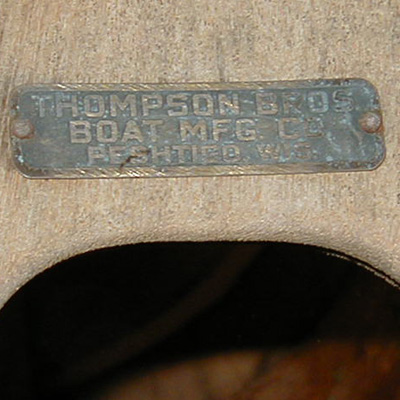 THOMPSON BROS
BOAT MFG. CO
PESHTIGO, WIS.